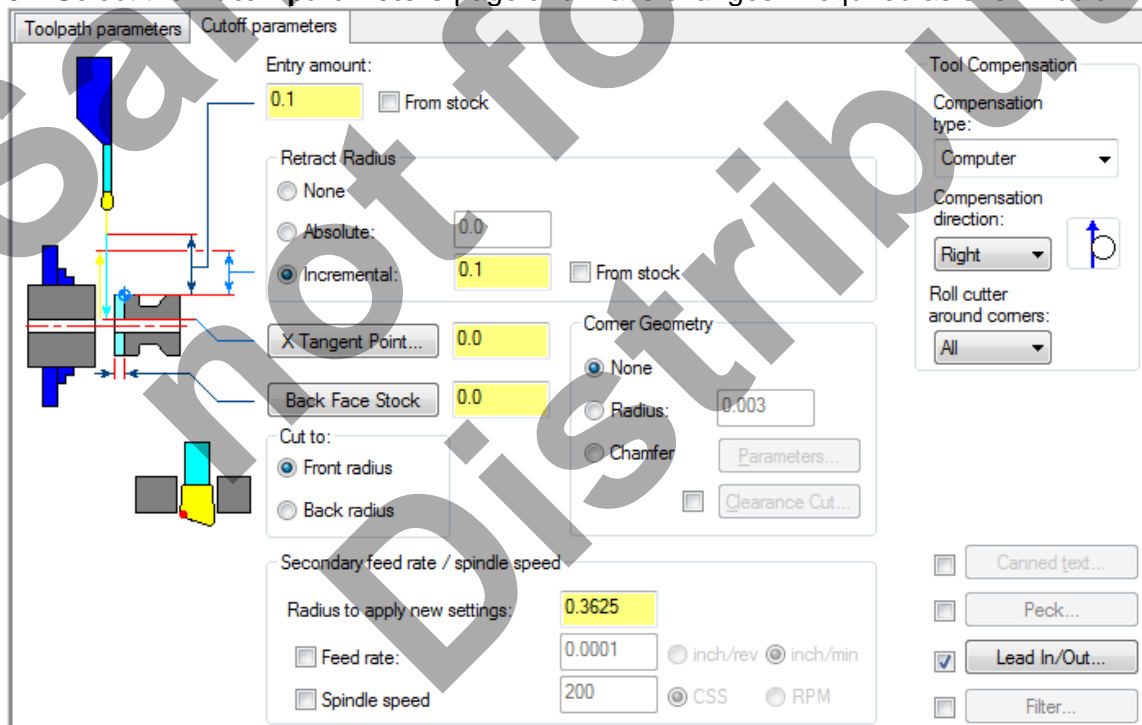 Toolpath parameters Cutoff parameters
Entry amount:
0.1 From stock
Retract Radius
None
Absolute: 0.0
Incremental: 0.1 From stock
X Tangent Point... 0.0
Back Face Stock 0.0
Cut to:
Front radius
Back radius
Corner Geometry
None
Radius: 0.003
Chamfer Parameters...
Clearance Cut...
Secondary feed rate / spindle speed
Radius to apply new settings: 0.3625
Feed rate: 0.0001 inch/rev inch/min
Spindle speed 200 CSS RPM
Tool Compensation
Compensation
type:
Computer
Compensation
direction:
Right
Roll cutter
around corners:
All
Canned text...
Peck...
Lead In/Out...
Filter...
not for